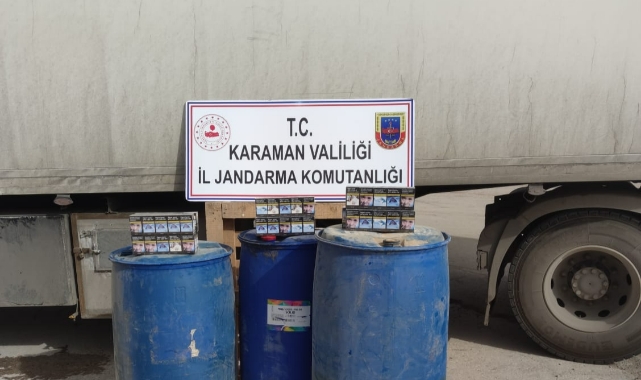 T.C.
KARAMAN VALİLİĞİ
İL JANDARMA KOMUTANLIĞI